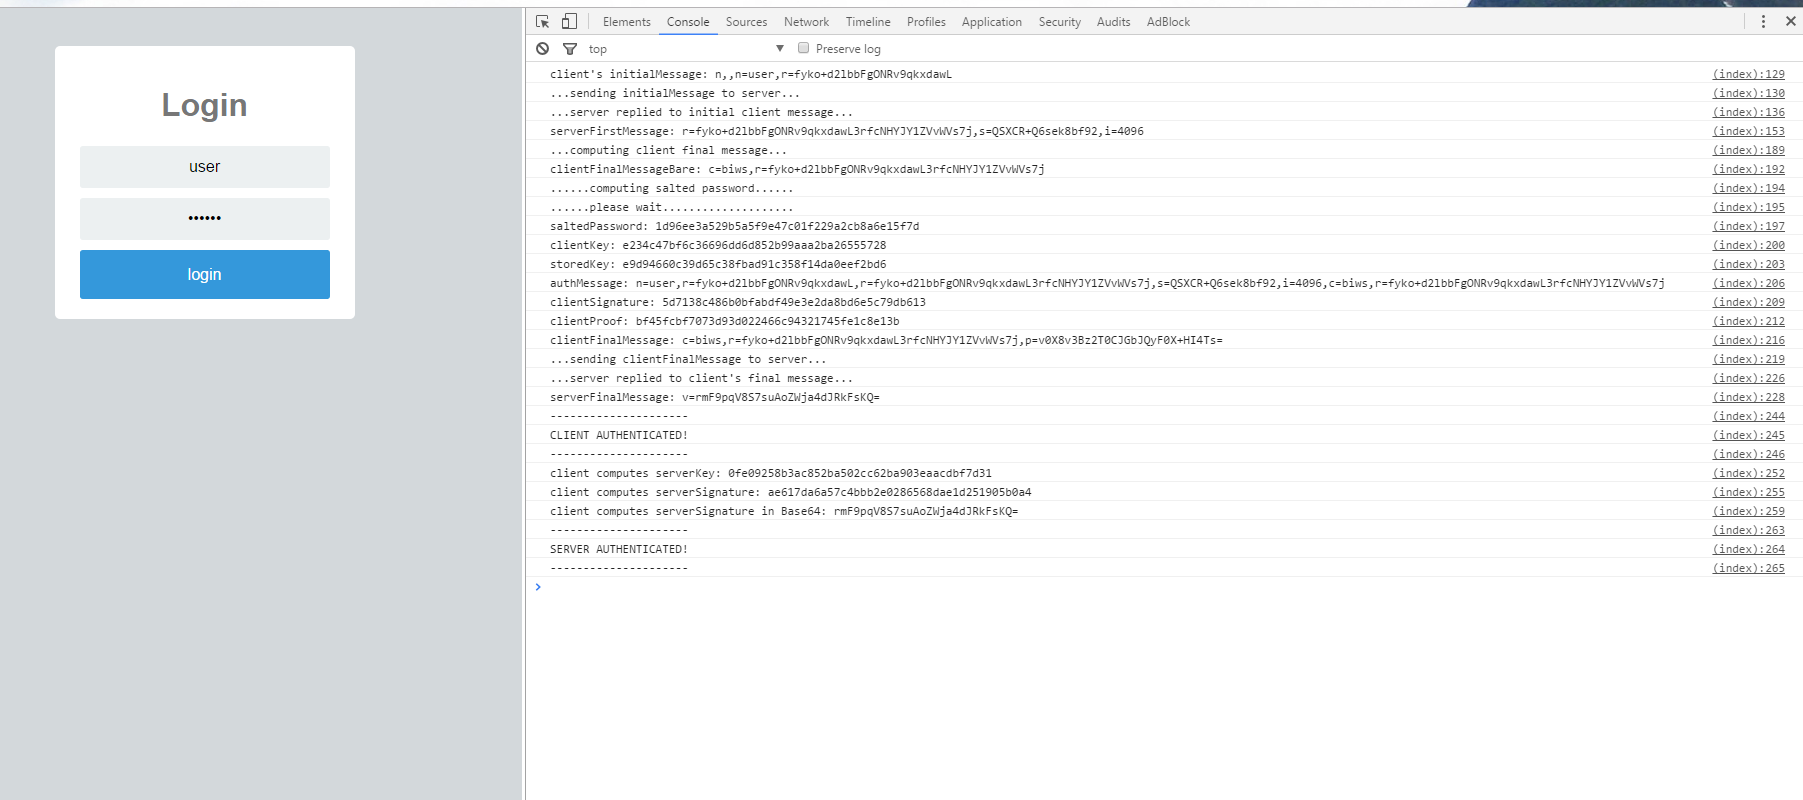 Login
user
••••••
login
Elements Console Sources Network Timeline Profiles Application Security Audits AdBlock
top Preserve log
client's initialMessage: n,,n=user,r=fyko+d2lbbFgONRv9qkxdawL (index):129
...sending initialMessage to server... (index):130
...server replied to initial client message... (index):136
serverFirstMessage: r=fyko+d2lbbFgONRv9qkxdawL3rfcNHYJY1ZVvWVs7j,s=QSXCR+Q6sek8bf92,i=4096 (index):153
...computing client final message... (index):189
clientFinalMessageBare: c=biws,r=fyko+d2lbbFgONRv9qkxdawL3rfcNHYJY1ZVvWVs7j (index):192
......computing salted password...... (index):194
......please wait.................... (index):195
saltedPassword: 1d96ee3a529b5a5f9e47c01f229a2cb8a6e15f7d (index):197
clientKey: e234c47bf6c36696dd6d852b99aaa2ba26555728 (index):200
storedKey: e9d94660c39d65c38fbad91c358f14da0eef2bd6 (index):203
authMessage: n=user,r=fyko+d2lbbFgONRv9qkxdawL,r=fyko+d2lbbFgONRv9qkxdawL3rfcNHYJY1ZVvWVs7j,s=QSXCR+Q6sek8bf92,i=4096,c=biws,r=fyko+d2lbbFgONRv9qkxdawL3rfcNHYJY1ZVvWVs7j (index):206
clientSignature: 5d7138c486b0bfabdf49e3e2da8bd6e5c79db613 (index):209
clientProof: bf45fcbf7073d93d022466c94321745fe1c8e13b (index):212
clientFinalMessage: c=biws,r=fyko+d2lbbFgONRv9qkxdawL3rfcNHYJY1ZVvWVs7j,p=v0X8v3Bz2T0CJGbJQyF0X+HI4Ts= (index):216
...sending clientFinalMessage to server... (index):219
...server replied to client's final message... (index):226
serverFinalMessage: v=rmF9pqV8S7suAoZWja4dJRkFsKQ= (index):228
--------------------- (index):244
CLIENT AUTHENTICATED! (index):245
--------------------- (index):246
client computes serverKey: 0fe09258b3ac852ba502cc62ba903eaacdbf7d31 (index):252
client computes serverSignature: ae617da6a57c4bbb2e0286568dae1d251905b0a4 (index):255
client computes serverSignature in Base64: rmF9pqV8S7suAoZWja4dJRkFsKQ= (index):259
--------------------- (index):263
SERVER AUTHENTICATED! (index):264
--------------------- (index):265